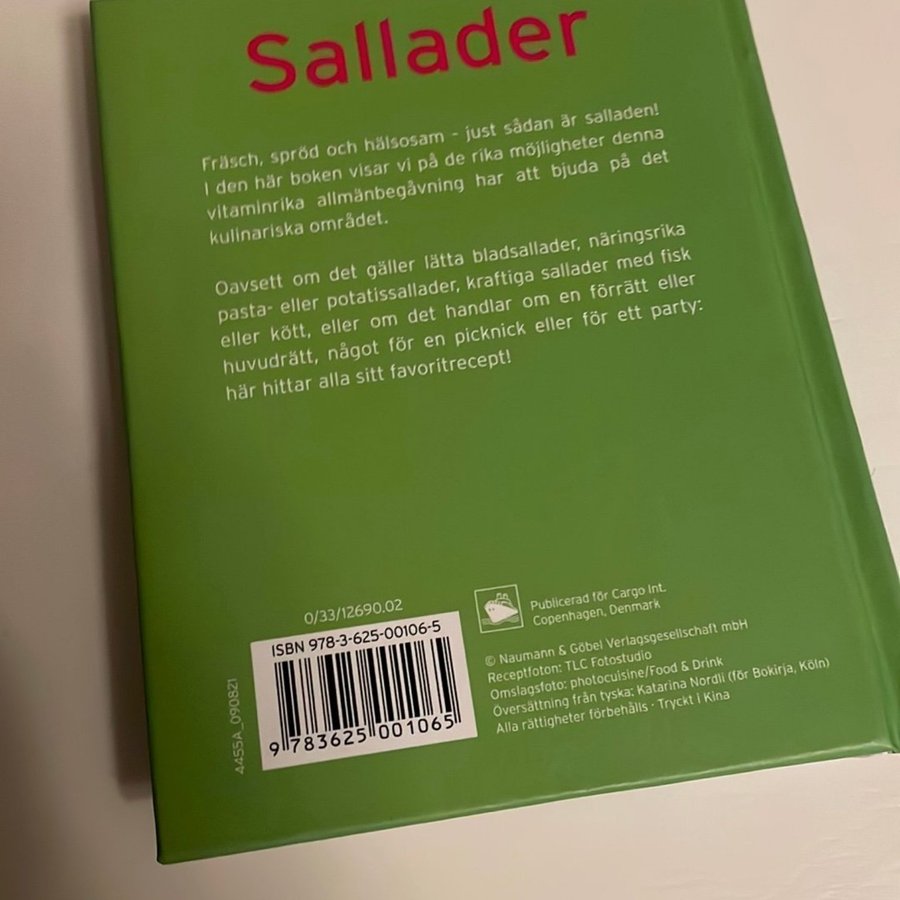 Sallader
Fräsch, spröd och hälsosam - just sådan är salladen!
I den här boken visar vi på de rika möjligheter denna
vitaminrika allmänbegåvning har att bjuda på det
kulinariska området.
Oavsett om det gäller lätta bladsallader, näringsrika
pasta- eller potatissallader, kraftiga sallader med fisk
eller kött, eller om det handlar om en förrätt eller
huvudrätt, något för en picknick eller för ett party:
här hittar alla sitt favoritrecept!
0/33/12690.02
ISBN 978-3-625-00106-5
9 783625 001065
4455A_090821
Publicerad för Cargo Int.
Copenhagen, Denmark
© Naumann & Göbel Verlagsgesellschaft mbH
Receptfoton: TLC Fotostudio
Omslagsfoto: photocuisine/Food & Drink
Översättning från tyska: Katarina Nordli (för Bokirja, Köln)
Alla rättigheter förbehålls · Tryckt i Kina